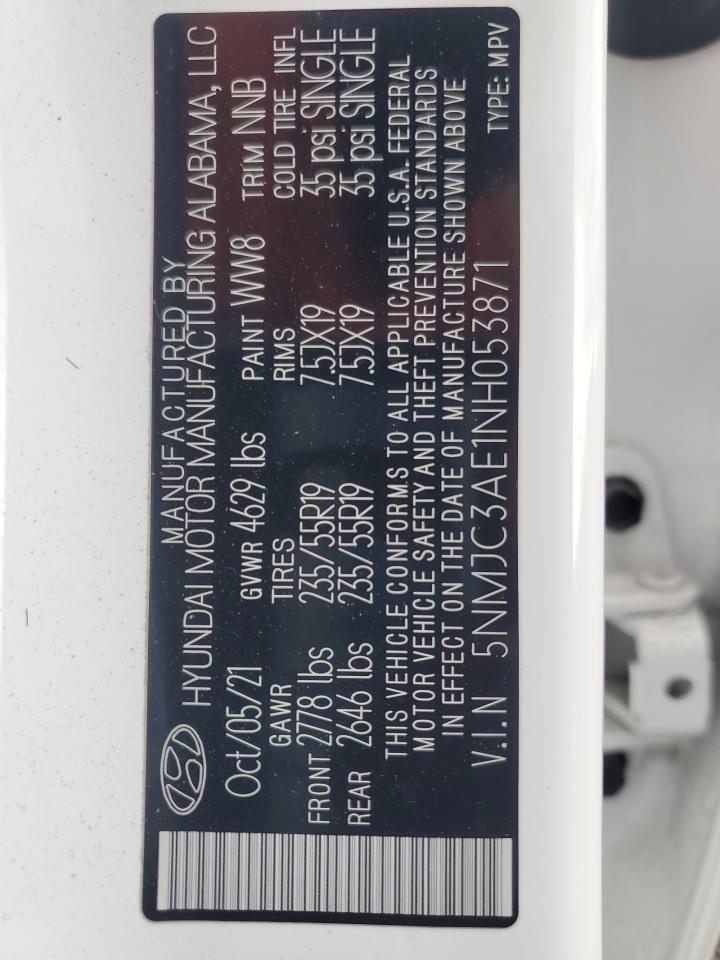 MANUFACTURED BY
HYUNDAI MOTOR MANUFACTURING ALABAMA, LLC
Oct/05/21 GVWR 4629 lbs PAINT WW8 TRIM NNB
GAWR TIRES RIMS COLD TIRE INFL
FRONT 2778 lbs 235/55R19 7.5JX19 35 psi SINGLE
REAR 2646 lbs 235/55R19 7.5JX19 35 psi SINGLE
THIS VEHICLE CONFORMS TO ALL APPLICABLE U.S.A. FEDERAL
MOTOR VEHICLE SAFETY AND THEFT PREVENTION STANDARDS
IN EFFECT ON THE DATE OF MANUFACTURE SHOWN ABOVE
V.I.N 5NMJC3AE1NH053871 TYPE: MPV